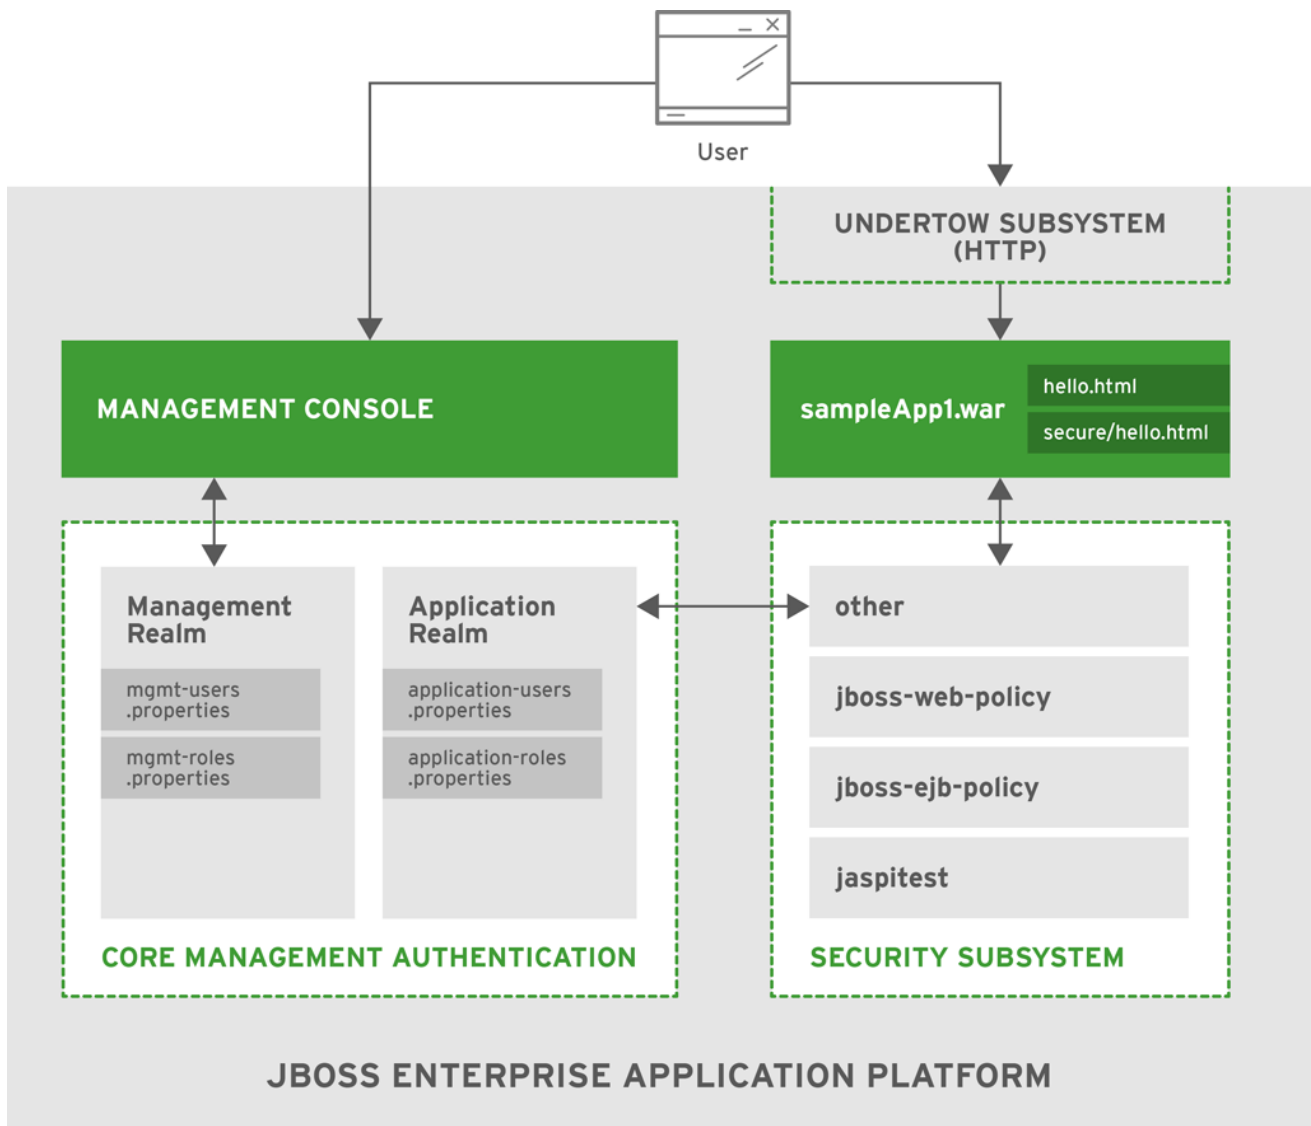 User
UNDERTOW SUBSYSTEM
(HTTP)
MANAGEMENT CONSOLE
sampleApp1.war
hello.html
secure/hello.html
Management
Realm
mgmt-users
.properties
mgmt-roles
.properties
Application
Realm
application-users
.properties
application-roles
.properties
CORE MANAGEMENT AUTHENTICATION
other
jboss-web-policy
jboss-ejb-policy
jaspitest
SECURITY SUBSYSTEM
JBOSS ENTERPRISE APPLICATION PLATFORM